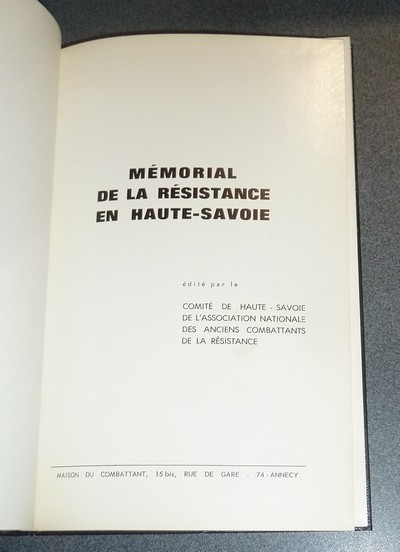 MÉMORIAL
DE LA RÉSISTANCE
EN HAUTE-SAVOIE
édité par le
COMITÉ DE HAUTE - SAVOIE
DE L'ASSOCIATION NATIONALE
DES ANCIENS COMBATTANTS
DE LA RÉSISTANCE
MAISON DU COMBATTANT, 15 bis, RUE DE GARE - 74 - ANNECY